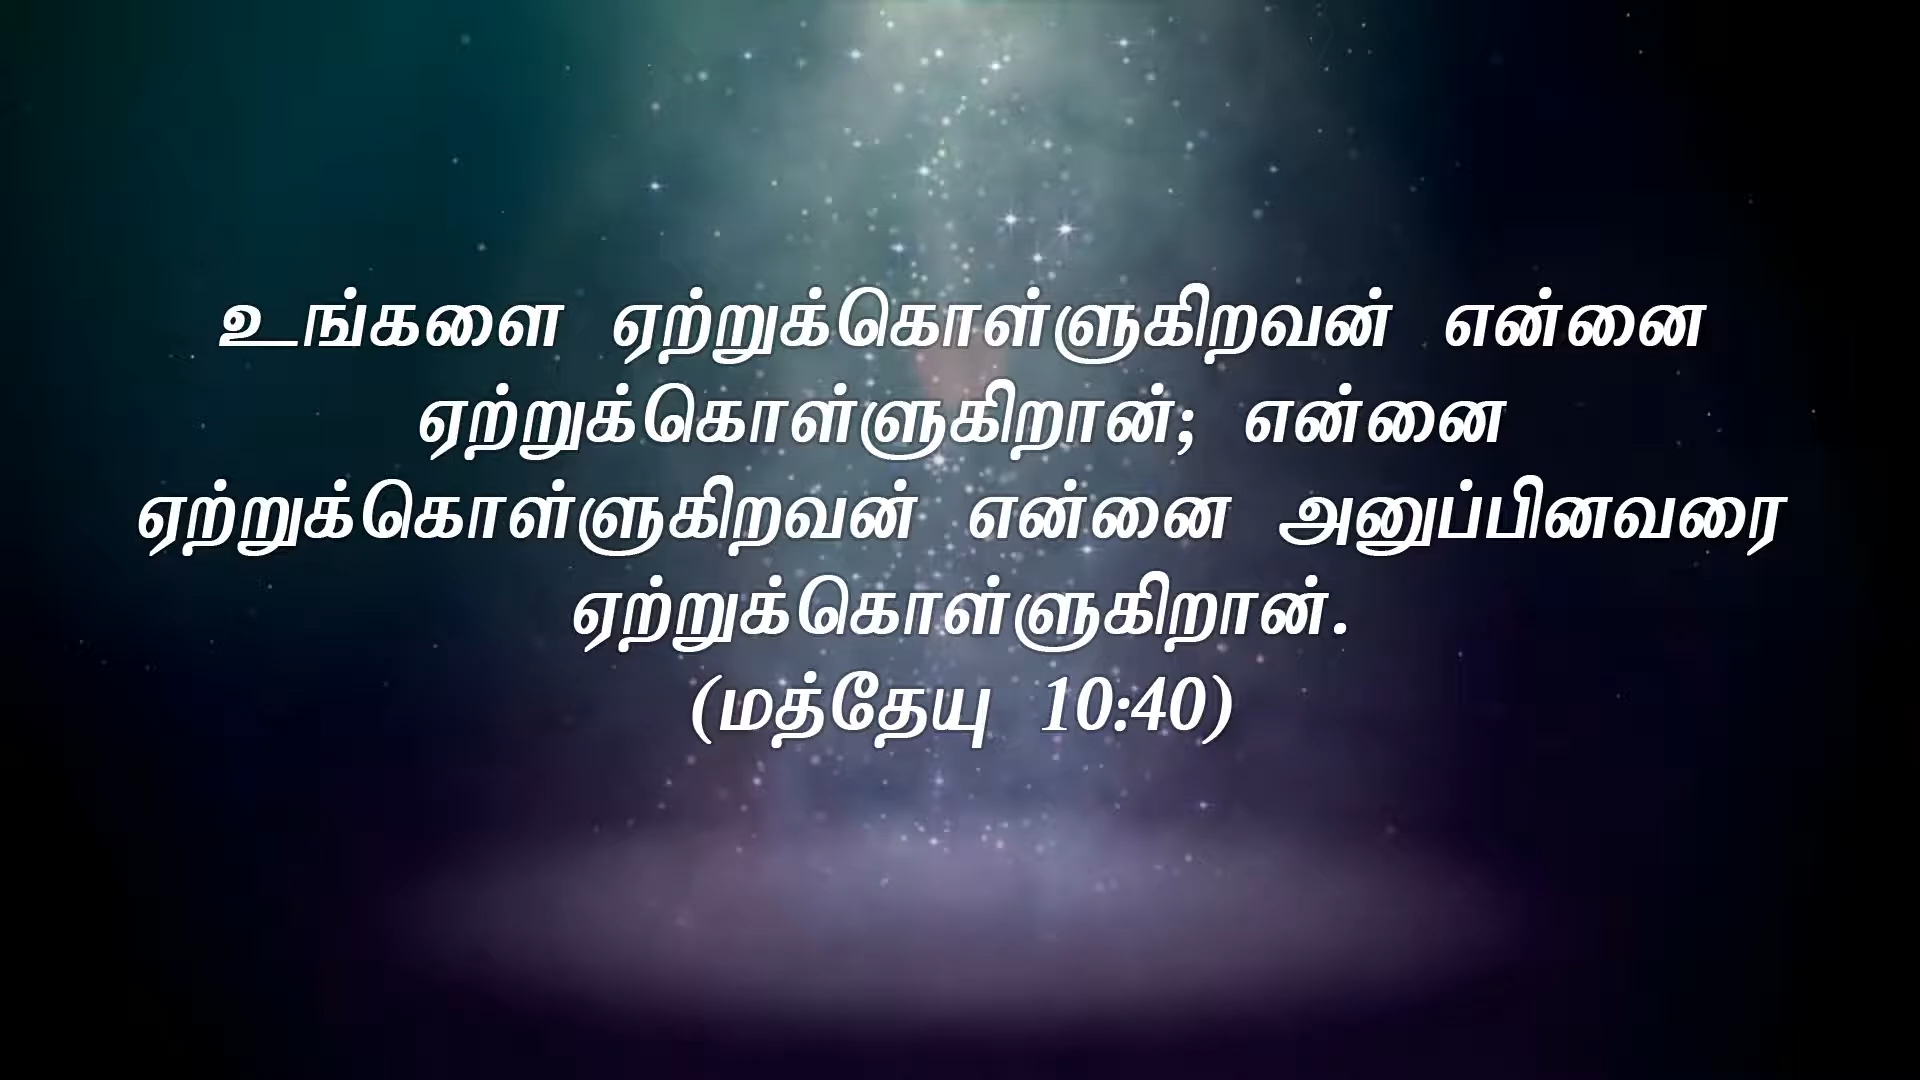 உங்களை ஏற்றுக்கொள்ளுகிறவன் என்னை
ஏற்றுக்கொள்ளுகிறான்; என்னை
ஏற்றுக்கொள்ளுகிறவன் என்னை அனுப்பினவரை
ஏற்றுக்கொள்ளுகிறான்.
(மத்தேயு 10:40)